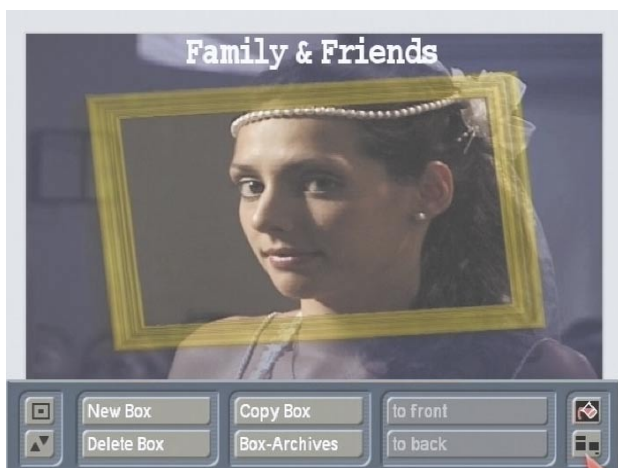 Family & Friends
New Box
Copy Box
to front
Delete Box
Box-Archives
to back